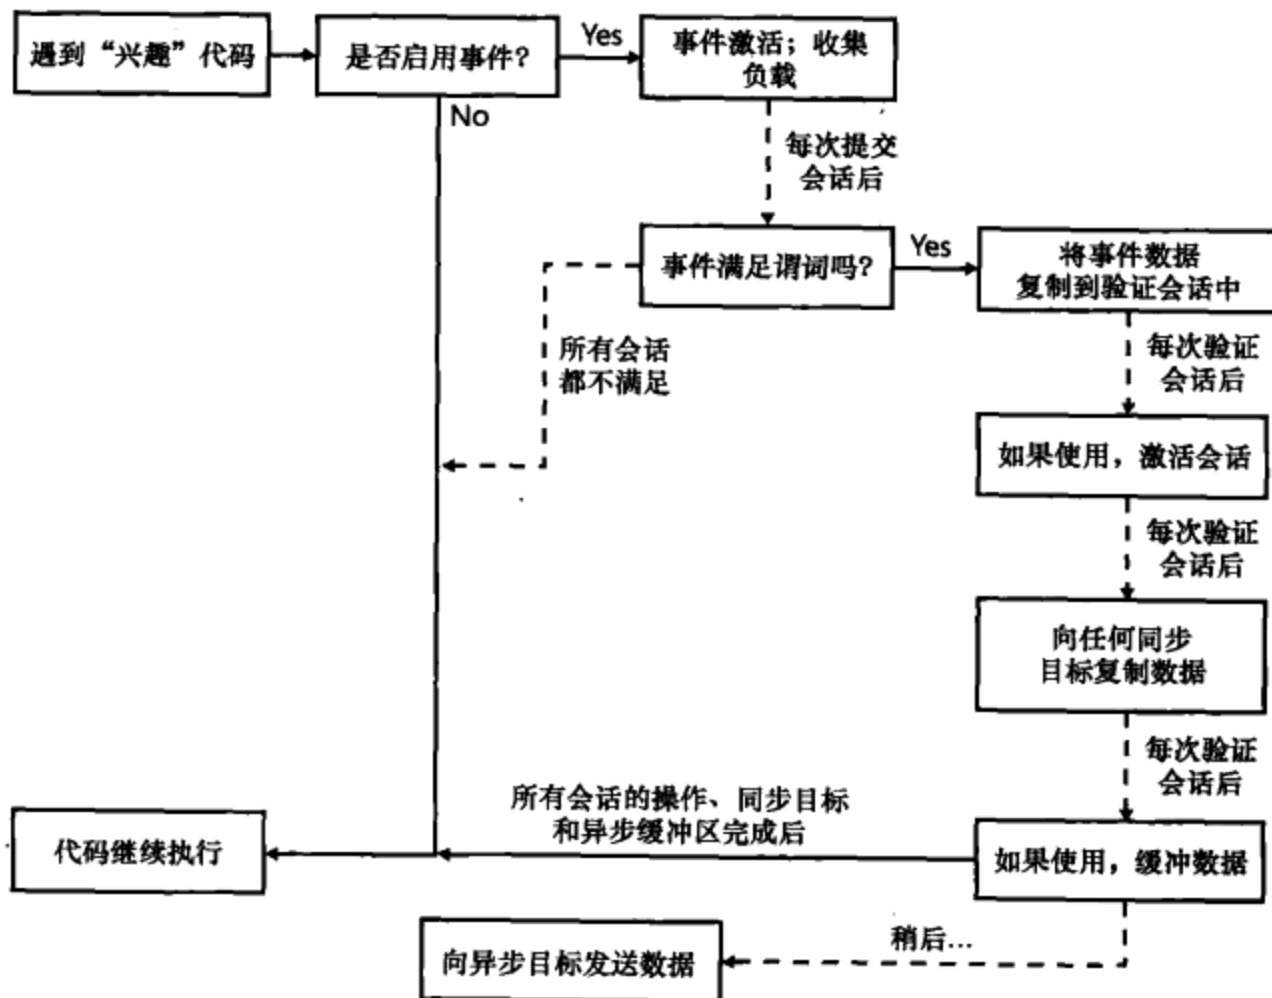 遇到“兴趣”代码
是否启用事件？
Yes
事件激活；收集
负载
No
每次提交
会话后
事件满足谓词吗？
Yes
将事件数据
复制到验证会话中
所有会话
都不满足
每次验证
会话后
如果使用，激活会话
每次验证
会话后
向任何同步
目标复制数据
每次验证
会话后
所有会话的操作、同步目标
和异步缓冲区完成后
代码继续执行
如果使用，缓冲数据
稍后...
向异步目标发送数据